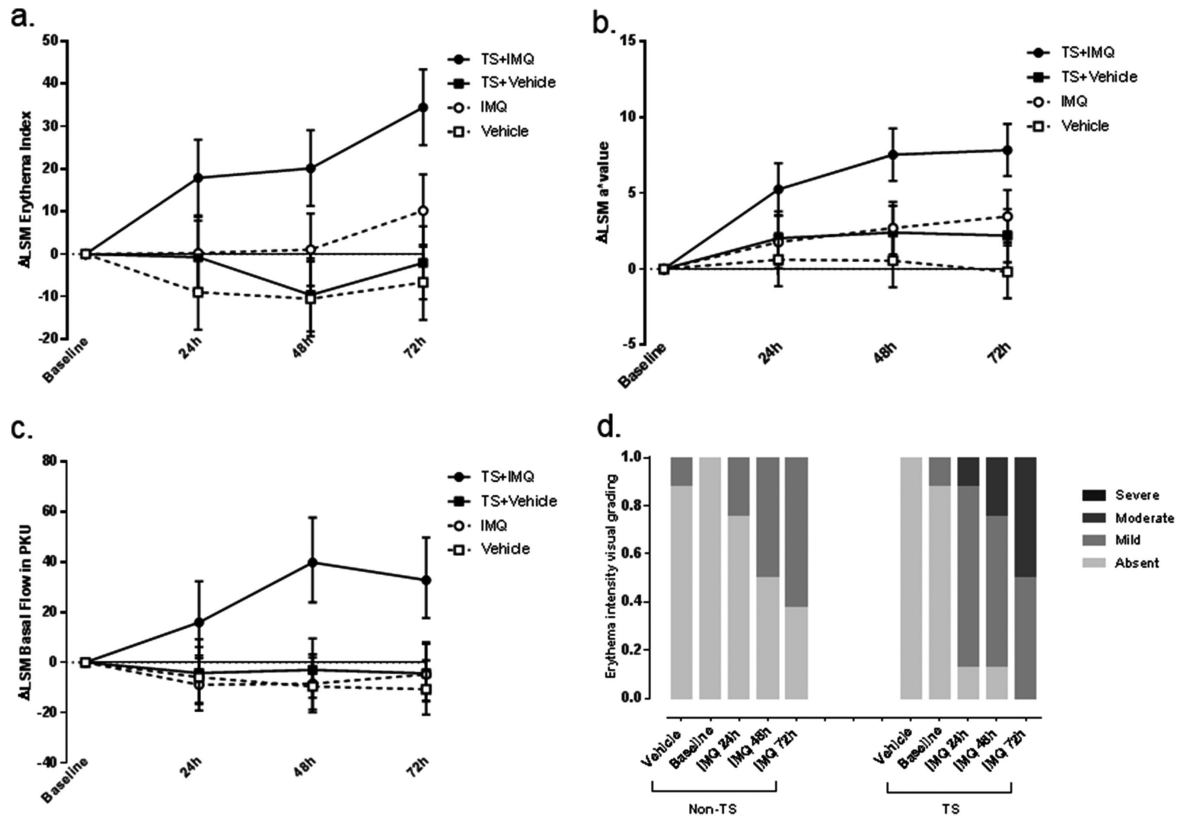 a.
ΔLSM Erythema Index
50
40
30
20
10
0
-10
-20
Baseline
24h
48h
72h
TS+IMQ
TS+Vehicle
IMQ
Vehicle
b.
ΔLSM a*value
15
10
5
0
-5
Baseline
24h
48h
72h
TS+IMQ
TS+Vehicle
IMQ
Vehicle
c.
ΔLSM Basal Flow in PKU
80
60
40
20
0
-20
-40
Baseline
24h
48h
72h
TS+IMQ
TS+Vehicle
IMQ
Vehicle
d.
Erythema intensity visual grading
1.0
0.8
0.6
0.4
0.2
0.0
Vehicle
Baseline
IMQ 24h
IMQ 48h
IMQ 72h
Non-TS
Vehicle
Baseline
IMQ 24h
IMQ 48h
IMQ 72h
TS
Severe
Moderate
Mild
Absent